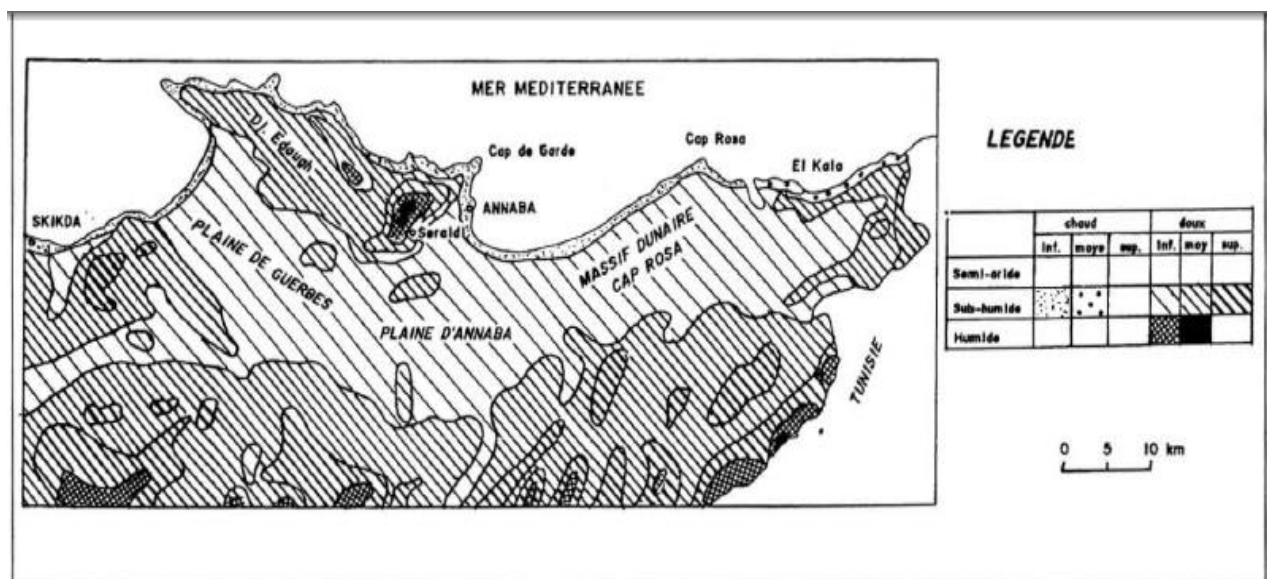 MER MEDITERRANEE
Dj. Edough
Cap de Garde
Cap Rosa
El Kala
SKIKDA
ANNABA
Seraïdi
PLAINE DE GUERBES
MASSIF DUNAIRE
CAP ROSA
PLAINE D'ANNABA
TUNISIE
LEGENDE
chaud doux
Inf. moye sup. Inf. moy sup.
Semi-aride
Sub-humide
Humide
0 5 10 km